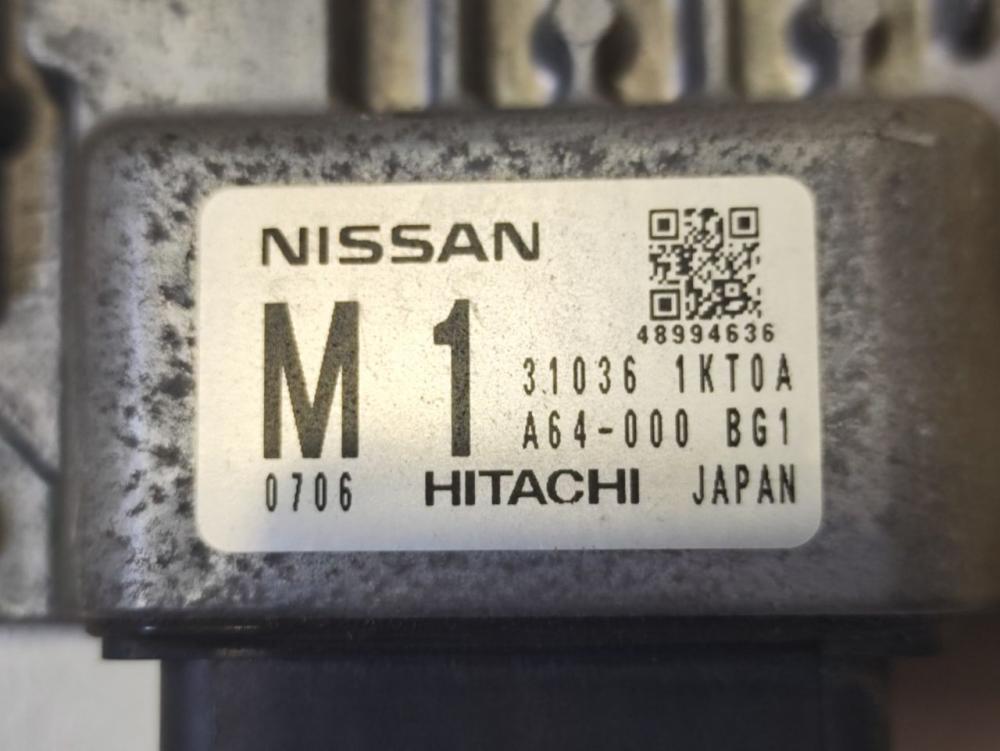 NISSAN
48994636
M 1
31036 1KT0A
A64-000 BG1
0706 HITACHI JAPAN